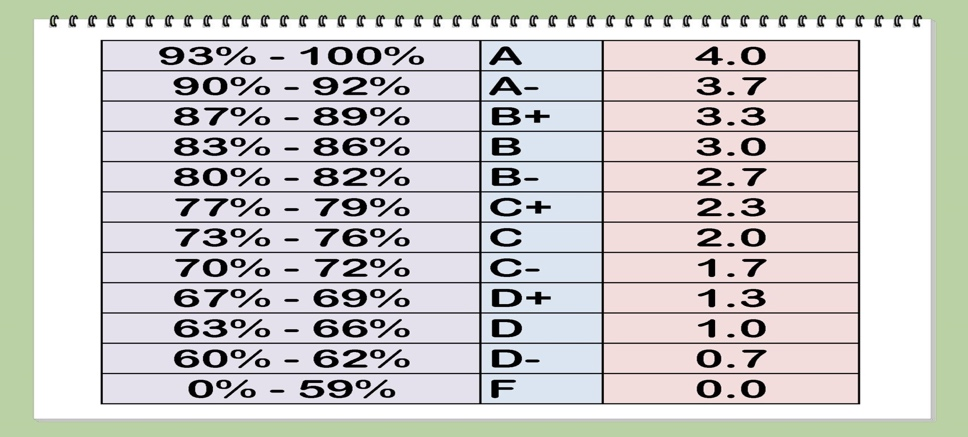 93% - 100% A 4.0
90% - 92% A- 3.7
87% - 89% B+ 3.3
83% - 86% B 3.0
80% - 82% B- 2.7
77% - 79% C+ 2.3
73% - 76% C 2.0
70% - 72% C- 1.7
67% - 69% D+ 1.3
63% - 66% D 1.0
60% - 62% D- 0.7
0% - 59% F 0.0